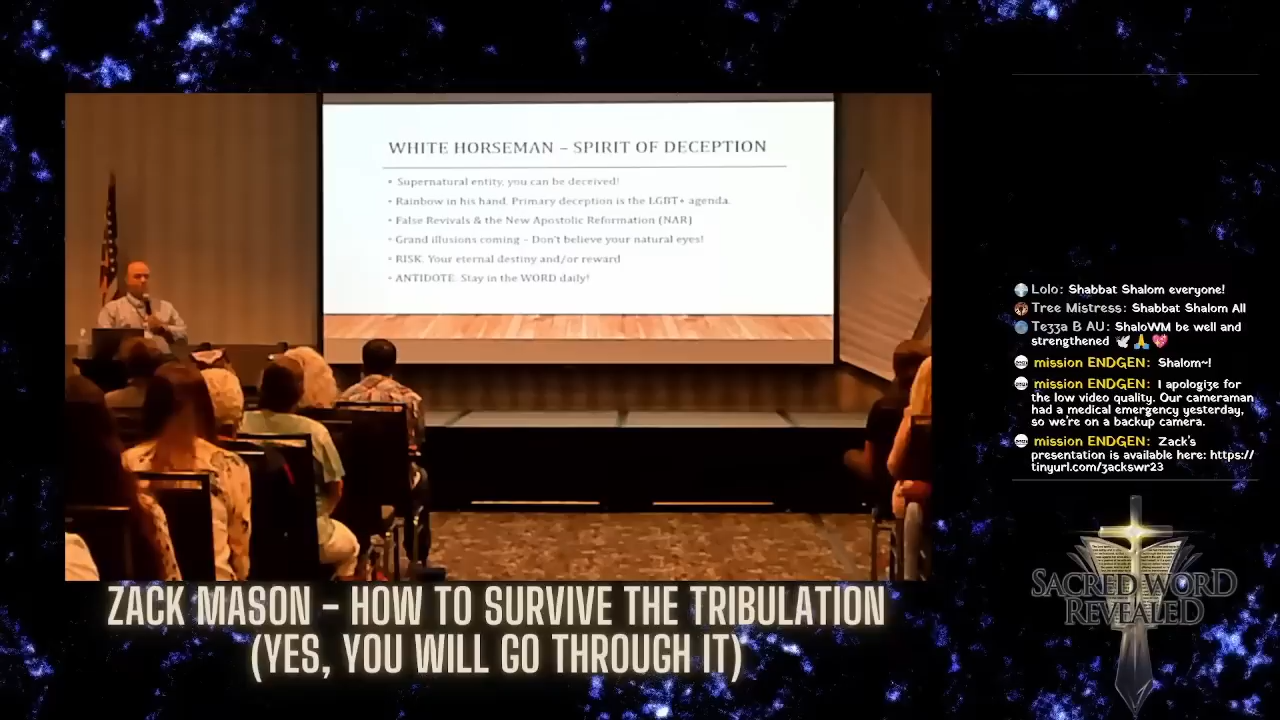 WHITE HORSEMAN – SPIRIT OF DECEPTION
• Supernatural entity, you can be deceived!
• Rainbow in his hand. Primary deception is the LGBT+ agenda.
• False Revivals & the New Apostolic Reformation (NAR)
• Grand illusions coming – Don't believe your natural eyes!
• RISK: Your eternal destiny and/or reward
• ANTIDOTE: Stay in the WORD daily!
ZACK MASON – HOW TO SURVIVE THE TRIBULATION
(YES, YOU WILL GO THROUGH IT)
Lolo: Shabbat Shalom everyone!
Tree Mistress: Shabbat Shalom All
Tezza B AU: ShaloWM be well and
strengthened 🕊️🙏💖
mission ENDGEN: Shalom~!
mission ENDGEN: I apologize for
the low video quality. Our cameraman
had a medical emergency yesterday,
so we're on a backup camera.
mission ENDGEN: Zack's
presentation is available here: https://
tinyurl.com/zackswr23
SACRED WORD
REVEALED